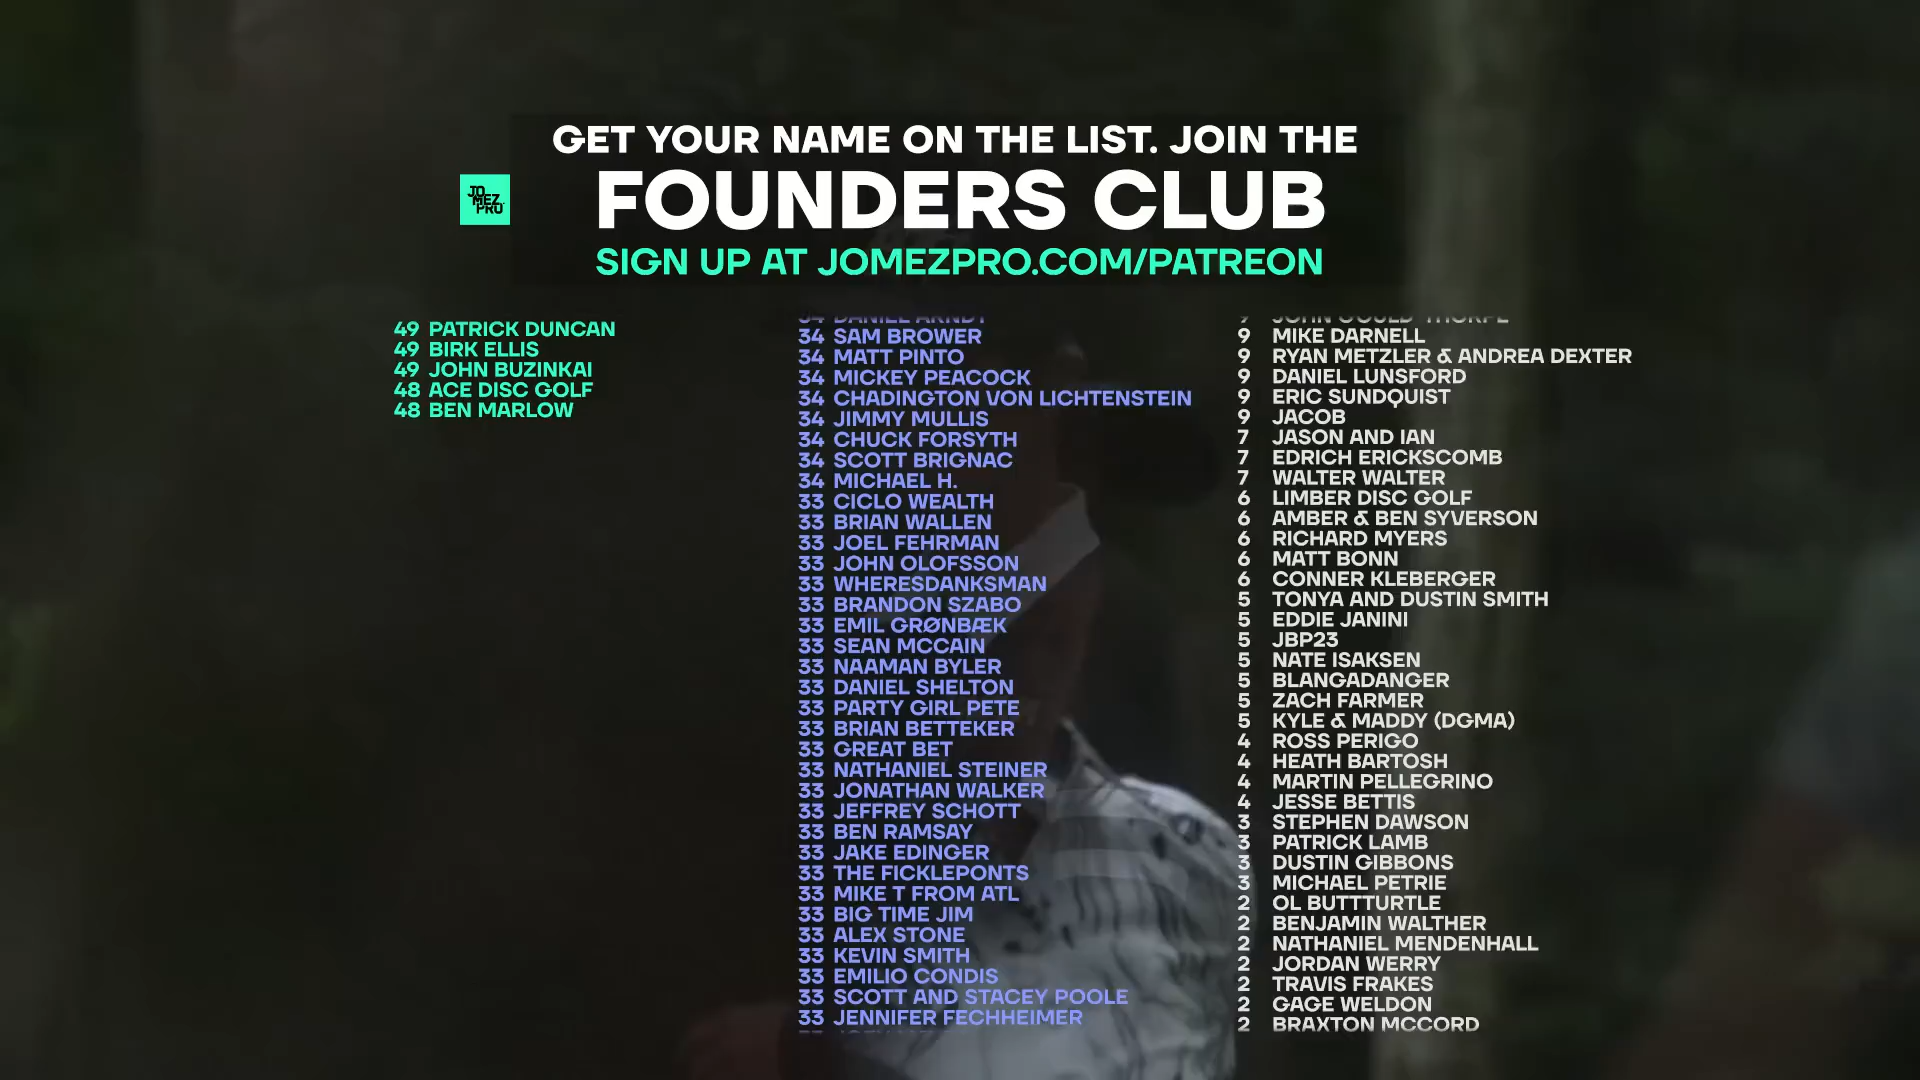 GET YOUR NAME ON THE LIST. JOIN THE
JOMEZ PRO
FOUNDERS CLUB
SIGN UP AT JOMEZPRO.COM/PATREON
49 PATRICK DUNCAN
49 BIRK ELLIS
49 JOHN BUZINKAI
48 ACE DISC GOLF
48 BEN MARLOW
34 DANIEL ARNDT
34 SAM BROWER
34 MATT PINTO
34 MICKEY PEACOCK
34 CHADINGTON VON LICHTENSTEIN
34 JIMMY MULLIS
34 CHUCK FORSYTH
34 SCOTT BRIGNAC
34 MICHAEL H.
33 CICLO WEALTH
33 BRIAN WALLEN
33 JOEL FEHRMAN
33 JOHN OLOFSSON
33 WHERESDANKSMAN
33 BRANDON SZABO
33 EMIL GRØNBÆK
33 SEAN MCCAIN
33 NAAMAN BYLER
33 DANIEL SHELTON
33 PARTY GIRL PETE
33 BRIAN BETTEKER
33 GREAT BET
33 NATHANIEL STEINER
33 JONATHAN WALKER
33 JEFFREY SCHOTT
33 BEN RAMSAY
33 JAKE EDINGER
33 THE FICKLEPONTS
33 MIKE T FROM ATL
33 BIG TIME JIM
33 ALEX STONE
33 KEVIN SMITH
33 EMILIO CONDIS
33 SCOTT AND STACEY POOLE
33 JENNIFER FECHHEIMER
9 JOHN GOULD-THORPE
9 MIKE DARNELL
9 RYAN METZLER & ANDREA DEXTER
9 DANIEL LUNSFORD
9 ERIC SUNDQUIST
9 JACOB
7 JASON AND IAN
7 EDRICH ERICKSCOMB
7 WALTER WALTER
6 LIMBER DISC GOLF
6 AMBER & BEN SYVERSON
6 RICHARD MYERS
6 MATT BONN
6 CONNER KLEBERGER
5 TONYA AND DUSTIN SMITH
5 EDDIE JANINI
5 JBP23
5 NATE ISAKSEN
5 BLANGADANGER
5 ZACH FARMER
5 KYLE & MADDY (DGMA)
4 ROSS PERIGO
4 HEATH BARTOSH
4 MARTIN PELLEGRINO
4 JESSE BETTIS
3 STEPHEN DAWSON
3 PATRICK LAMB
3 DUSTIN GIBBONS
3 MICHAEL PETRIE
2 OL BUTTTURTLE
2 BENJAMIN WALTHER
2 NATHANIEL MENDENHALL
2 JORDAN WERRY
2 TRAVIS FRAKES
2 GAGE WELDON
2 BRAXTON MCCORD